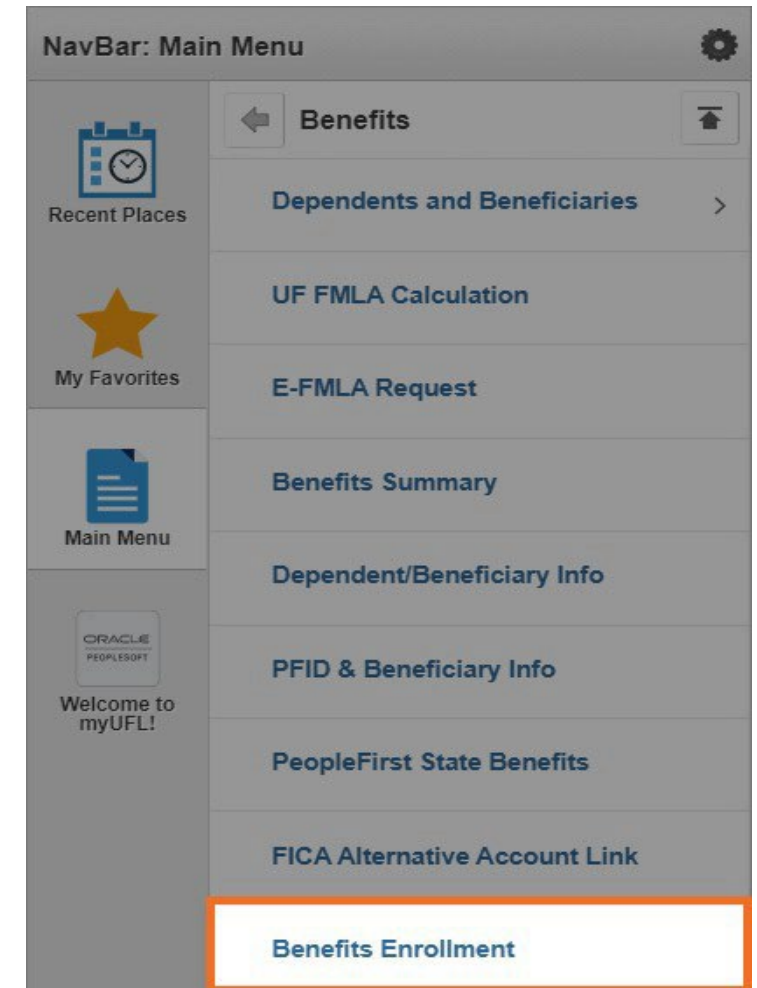 NavBar: Main Menu
Benefits
Recent Places
Dependents and Beneficiaries
UF FMLA Calculation
My Favorites
E-FMLA Request
Benefits Summary
Main Menu
Dependent/Beneficiary Info
ORACLE
PEOPLESOFT
PFID & Beneficiary Info
Welcome to
myUFL!
PeopleFirst State Benefits
FICA Alternative Account Link
Benefits Enrollment